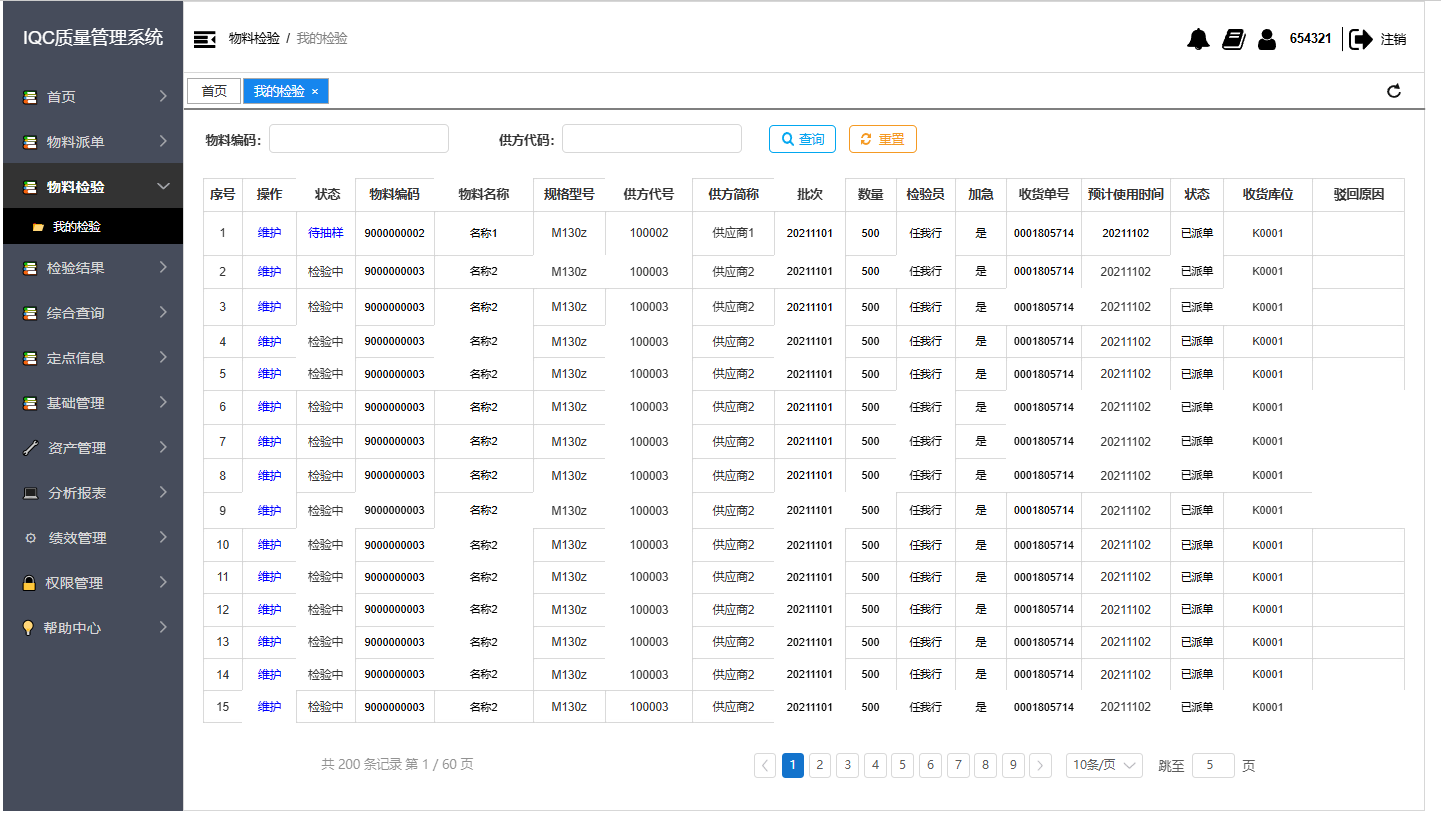 IQC质量管理系统
物料检验 / 我的检验
654321
注销
首页
我的检验 ×
首页
物料派单
物料检验
我的检验
检验结果
综合查询
定点信息
基础管理
资产管理
分析报表
绩效管理
权限管理
帮助中心
物料编码: 供方代码: 查询 重置
序号 操作 状态 物料编码 物料名称 规格型号 供方代号 供方简称 批次 数量 检验员 加急 收货单号 预计使用时间 状态 收货库位 驳回原因
1 维护 待抽样 9000000002 名称1 M130z 100002 供应商1 20211101 500 任我行 是 0001805714 20211102 已派单 K0001
2 维护 检验中 9000000003 名称2 M130z 100003 供应商2 20211101 500 任我行 是 0001805714 20211102 已派单 K0001
3 维护 检验中 9000000003 名称2 M130z 100003 供应商2 20211101 500 任我行 是 0001805714 20211102 已派单 K0001
4 维护 检验中 9000000003 名称2 M130z 100003 供应商2 20211101 500 任我行 是 0001805714 20211102 已派单 K0001
5 维护 检验中 9000000003 名称2 M130z 100003 供应商2 20211101 500 任我行 是 0001805714 20211102 已派单 K0001
6 维护 检验中 9000000003 名称2 M130z 100003 供应商2 20211101 500 任我行 是 0001805714 20211102 已派单 K0001
7 维护 检验中 9000000003 名称2 M130z 100003 供应商2 20211101 500 任我行 是 0001805714 20211102 已派单 K0001
8 维护 检验中 9000000003 名称2 M130z 100003 供应商2 20211101 500 任我行 是 0001805714 20211102 已派单 K0001
9 维护 检验中 9000000003 名称2 M130z 100003 供应商2 20211101 500 任我行 是 0001805714 20211102 已派单 K0001
10 维护 检验中 9000000003 名称2 M130z 100003 供应商2 20211101 500 任我行 是 0001805714 20211102 已派单 K0001
11 维护 检验中 9000000003 名称2 M130z 100003 供应商2 20211101 500 任我行 是 0001805714 20211102 已派单 K0001
12 维护 检验中 9000000003 名称2 M130z 100003 供应商2 20211101 500 任我行 是 0001805714 20211102 已派单 K0001
13 维护 检验中 9000000003 名称2 M130z 100003 供应商2 20211101 500 任我行 是 0001805714 20211102 已派单 K0001
14 维护 检验中 9000000003 名称2 M130z 100003 供应商2 20211101 500 任我行 是 0001805714 20211102 已派单 K0001
15 维护 检验中 9000000003 名称2 M130z 100003 供应商2 20211101 500 任我行 是 0001805714 20211102 已派单 K0001
共 200 条记录 第 1 / 60 页 1 2 3 4 5 6 7 8 9 10条/页 跳至 5 页